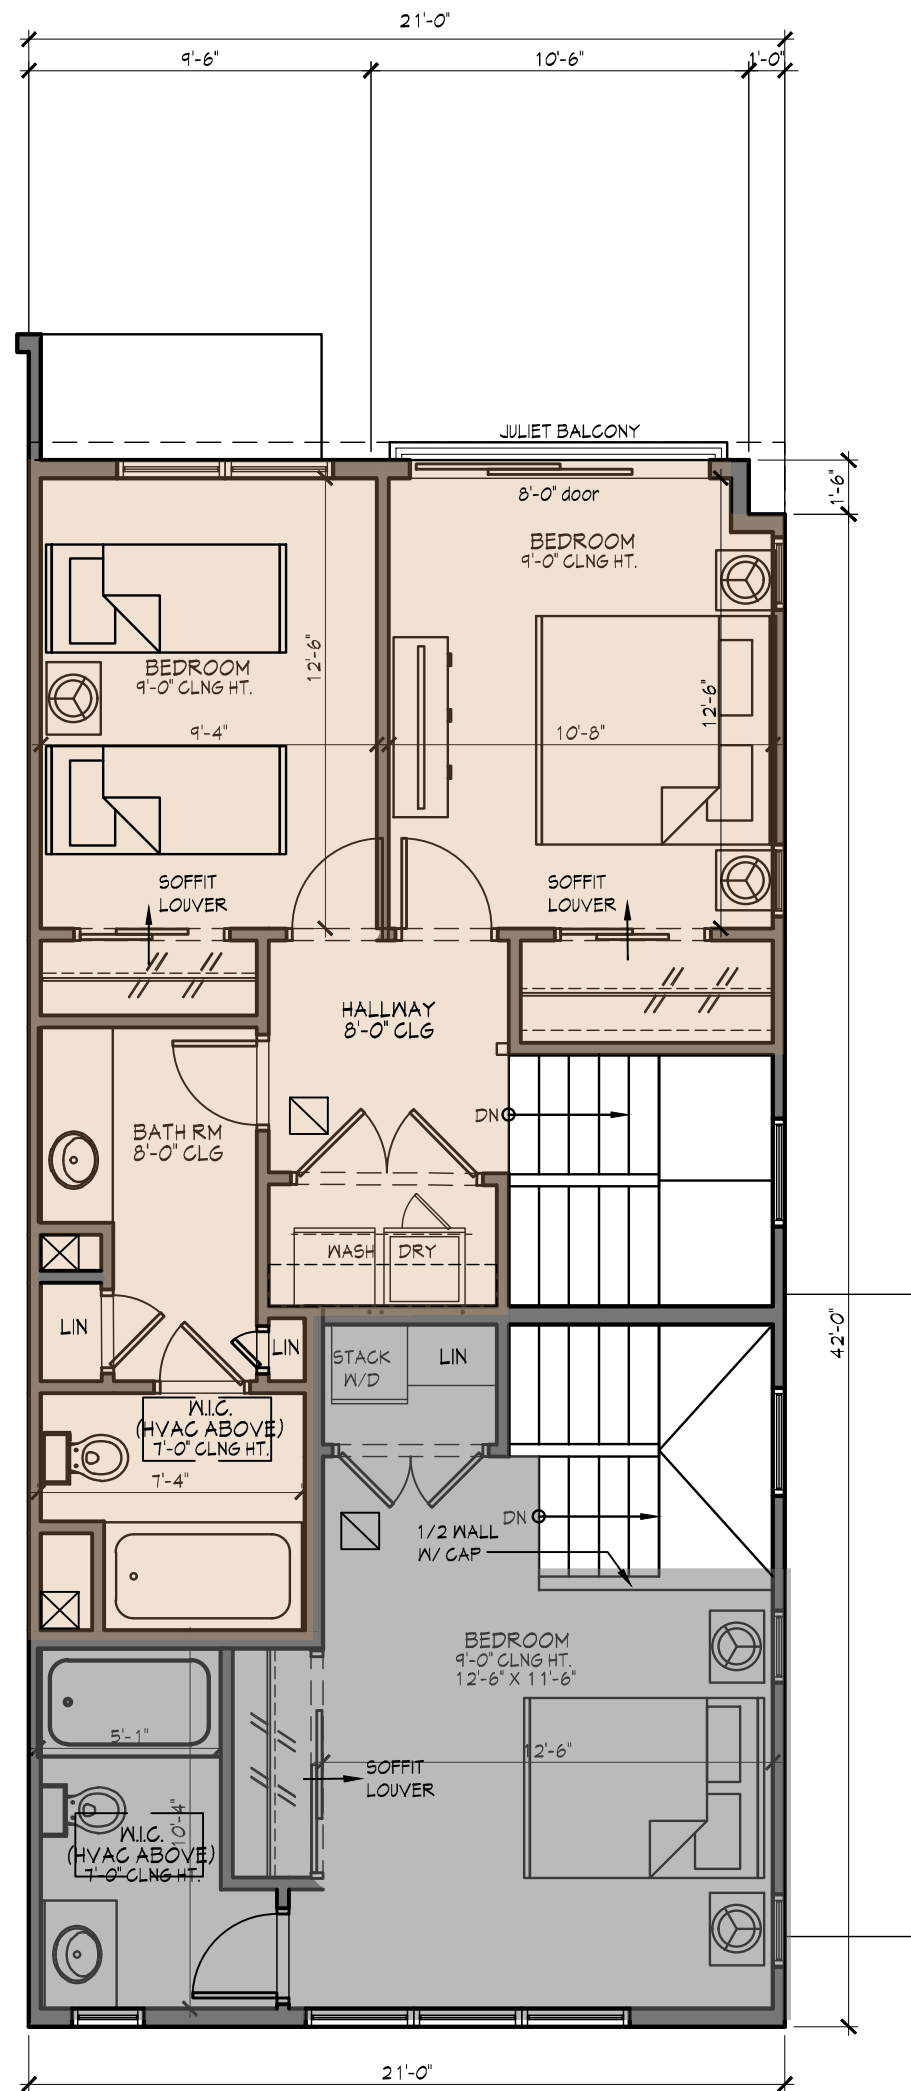 21'-0"
9'-6"
10'-6"
1'-0"
JULIET BALCONY
8'-0" door
1'-6"
BEDROOM
9'-0" CLNG HT.
BEDROOM
9'-0" CLNG HT.
12'-6"
12'-6"
9'-4"
10'-8"
SOFFIT
LOUVER
SOFFIT
LOUVER
HALLWAY
8'-0" CLG
DN
BATH RM
8'-0" CLG
WASH
DRY
LIN
LIN
STACK
W/D
LIN
42'-0"
W.I.C.
(HVAC ABOVE)
7'-0" CLNG HT.
7'-4"
DN
1/2 WALL
W/ CAP
BEDROOM
9'-0" CLNG HT.
12'-6" X 11'-6"
5'-1"
12'-6"
SOFFIT
LOUVER
10'-4"
W.I.C.
(HVAC ABOVE)
7'-0" CLNG HT.
21'-0"